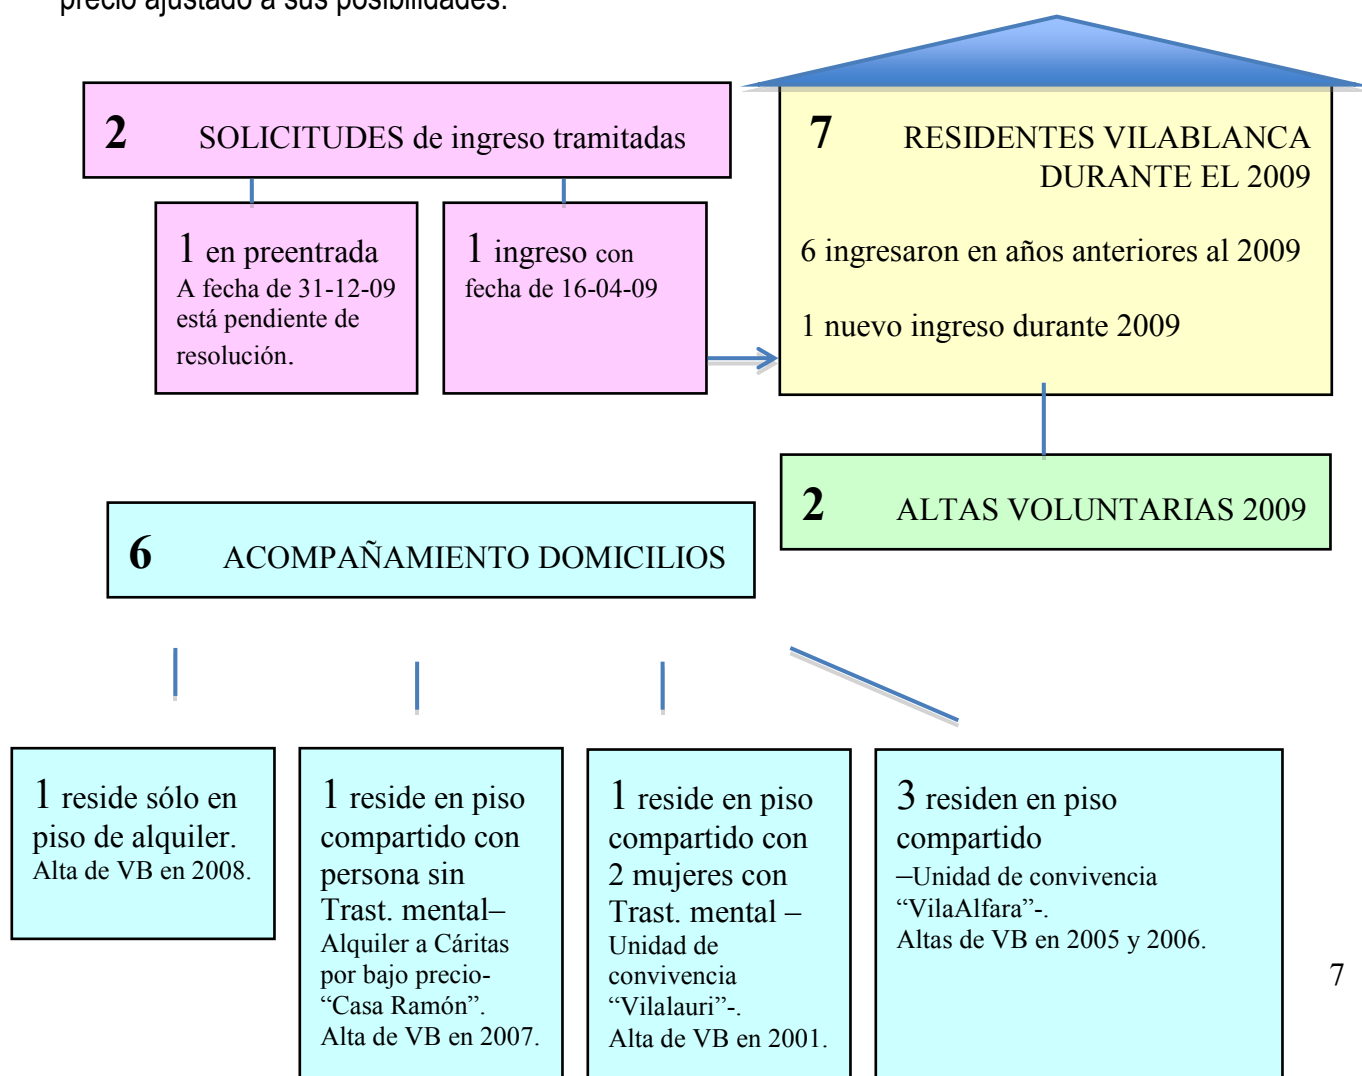 precio ajustado a sus posibilidades.
2 SOLICITUDES de ingreso tramitadas
1 en preentrada
A fecha de 31-12-09
está pendiente de
resolución.
1 ingreso con
fecha de 16-04-09
7 RESIDENTES VILABLANCA
DURANTE EL 2009
6 ingresaron en años anteriores al 2009
1 nuevo ingreso durante 2009
2 ALTAS VOLUNTARIAS 2009
6 ACOMPAÑAMIENTO DOMICILIOS
1 reside sólo en
piso de alquiler.
Alta de VB en 2008.
1 reside en piso
compartido con
persona sin
Trast. mental–
Alquiler a Cáritas
por bajo precio-
“Casa Ramón”.
Alta de VB en 2007.
1 reside en piso
compartido con
2 mujeres con
Trast. mental –
Unidad de
convivencia
“Vilalauri”-.
Alta de VB en 2001.
3 residen en piso
compartido
–Unidad de convivencia
“VilaAlfara”-.
Altas de VB en 2005 y 2006.
7